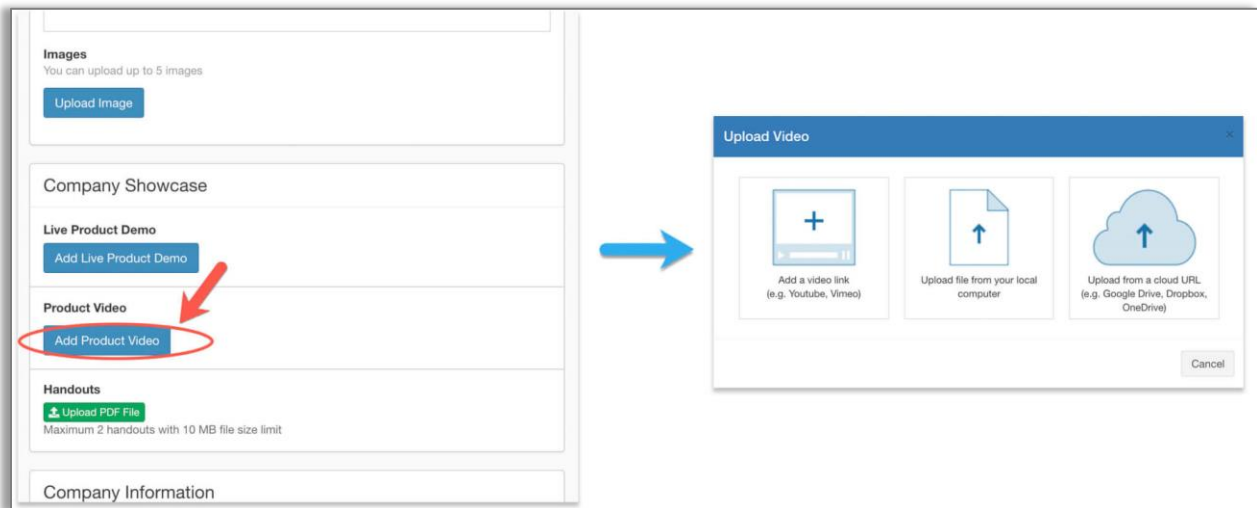 Images
You can upload up to 5 images
Upload Image
Company Showcase
Live Product Demo
Add Live Product Demo
Product Video
Add Product Video
Handouts
Upload PDF File
Maximum 2 handouts with 10 MB file size limit
Company Information
Upload Video
×
Add a video link
(e.g. Youtube, Vimeo)
Upload file from your local
computer
Upload from a cloud URL
(e.g. Google Drive, Dropbox,
OneDrive)
Cancel